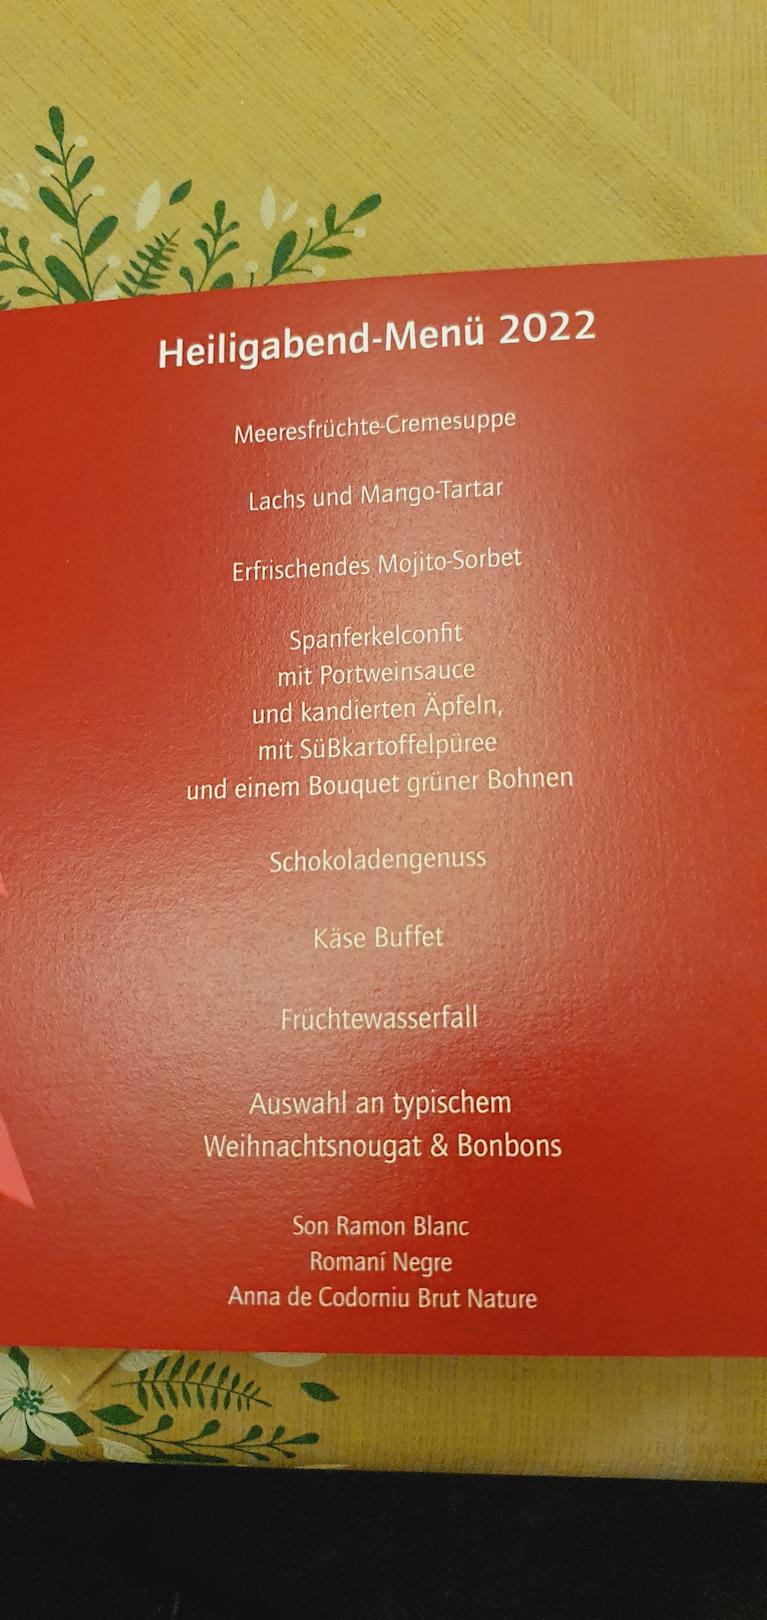 Heiligabend-Menü 2022
Meeresfrüchte-Cremesuppe
Lachs und Mango-Tartar
Erfrischendes Mojito-Sorbet
Spanferkelconfit
mit Portweinsauce
und kandierten Äpfeln,
mit SüBkartoffelpüree
und einem Bouquet grüner Bohnen
Schokoladengenuss
Käse Buffet
Früchtewasserfall
Auswahl an typischem
Weihnachtsnougat & Bonbons
Son Ramon Blanc
Romaní Negre
Anna de Codorniu Brut Nature